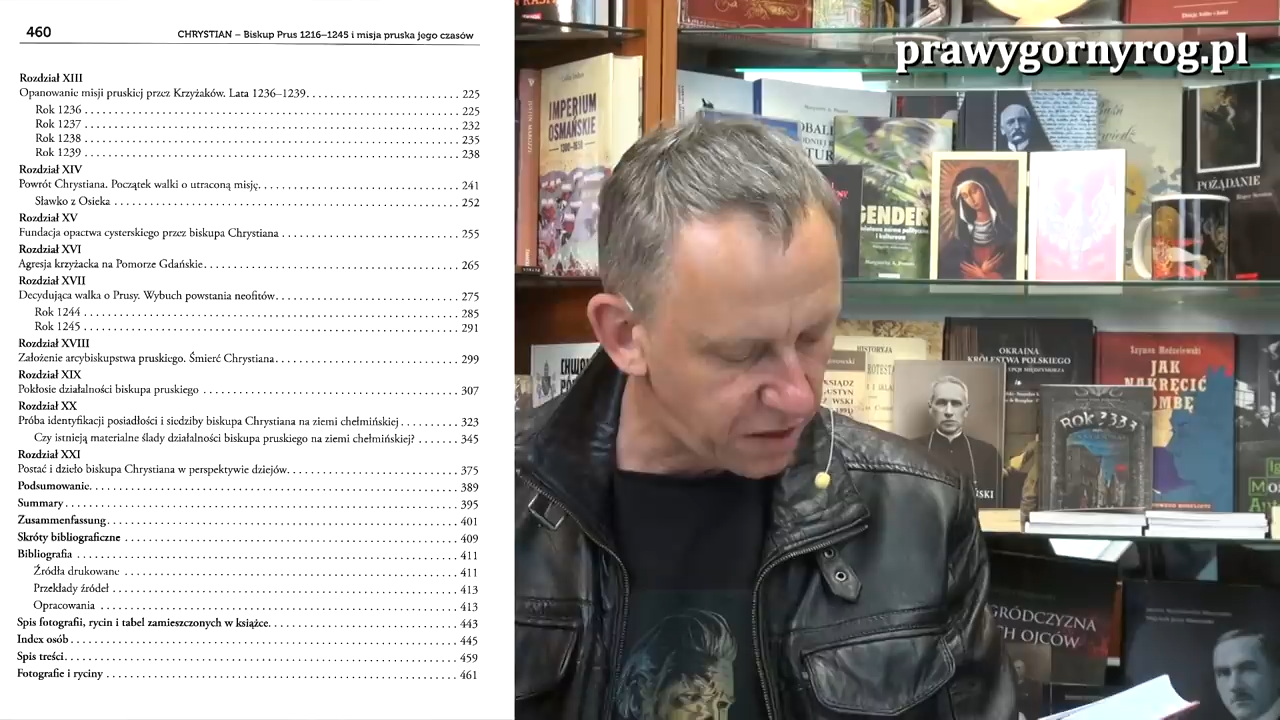 460
CHRYSTIAN – Biskup Prus 1216–1245 i misja pruska jego czasów
Rozdział XIII
Opanowanie misji pruskiej przez Krzyżaków. Lata 1236–1239. 225
Rok 1236 225
Rok 1237 232
Rok 1238 235
Rok 1239 238
Rozdział XIV
Powrót Chrystiana. Początek walki o utraconą misję. 241
Sławko z Osieka 252
Rozdział XV
Fundacja opactwa cysterskiego przez biskupa Chrystiana 255
Rozdział XVI
Agresja krzyżacka na Pomorze Gdańskie 265
Rozdział XVII
Decydująca walka o Prusy. Wybuch powstania neofitów. 275
Rok 1244 285
Rok 1245 291
Rozdział XVIII
Założenie arcybiskupstwa pruskiego. Śmierć Chrystiana. 299
Rozdział XIX
Pokłosie działalności biskupa pruskiego 307
Rozdział XX
Próba identyfikacji posiadłości i siedziby biskupa Chrystiana na ziemi chełmińskiej 323
Czy istnieją materialne ślady działalności biskupa pruskiego na ziemi chełmińskiej? 345
Rozdział XXI
Postać i dzieło biskupa Chrystiana w perspektywie dziejów. 375
Podsumowanie. 389
Summary 395
Zusammenfassung 401
Skróty bibliograficzne 409
Bibliografia 411
Źródła drukowane 411
Przekłady źródeł 413
Opracowania 413
Spis fotografii, rycin i tabel zamieszczonych w książce. 443
Index osób 445
Spis treści 459
Fotografie i ryciny 461
prawygornyrog.pl
IMPERIUM
OSMAŃSKIE
GENDER
POŻĄDANIE
HISTORYJA
OKRAINA
KRÓLESTWA POLSKIEGO
KSIĄDZ
Szymon Modzelewski
JAK
NAKRĘCIĆ
BOMBĘ
ROK 2333
GRÓDCZYZNA
CH OJCÓW